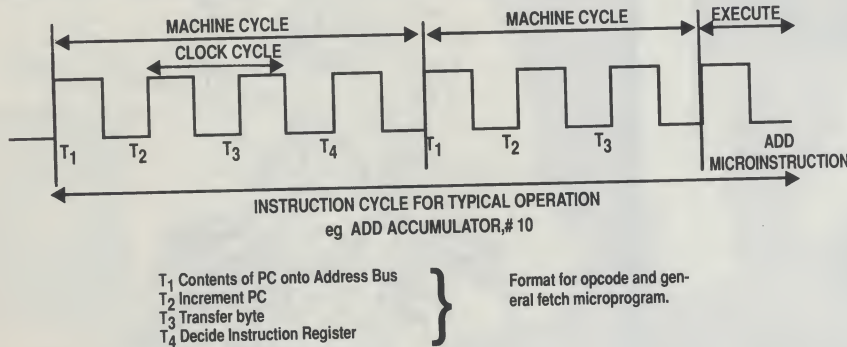 MACHINE CYCLE
MACHINE CYCLE
EXECUTE
CLOCK CYCLE
T1 T2 T3 T4 T1 T2 T3
ADD
MICROINSTRUCTION
INSTRUCTION CYCLE FOR TYPICAL OPERATION
eg ADD ACCUMULATOR,# 10
T1 Contents of PC onto Address Bus
T2 Increment PC
T3 Transfer byte
T4 Decide Instruction Register
Format for opcode and gen-
eral fetch microprogram.